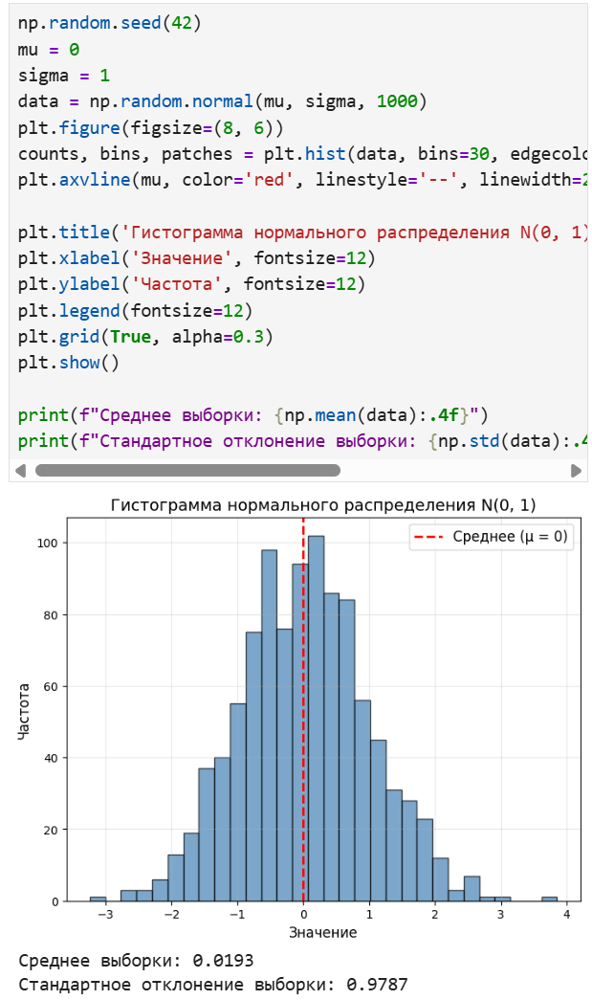 np.random.seed(42)
mu = 0
sigma = 1
data = np.random.normal(mu, sigma, 1000)
plt.figure(figsize=(8, 6))
counts, bins, patches = plt.hist(data, bins=30, edgecolo
plt.axvline(mu, color='red', linestyle='--', linewidth=2
plt.title('Гистограмма нормального распределения N(0, 1)
plt.xlabel('Значение', fontsize=12)
plt.ylabel('Частота', fontsize=12)
plt.legend(fontsize=12)
plt.grid(True, alpha=0.3)
plt.show()
print(f"Среднее выборки: {np.mean(data):.4f}")
print(f"Стандартное отклонение выборки: {np.std(data):.4
Гистограмма нормального распределения N(0, 1)
Среднее (μ = 0)
100
80
60
40
20
0
Частота
−3 −2 −1 0 1 2 3 4
Значение
Среднее выборки: 0.0193
Стандартное отклонение выборки: 0.9787